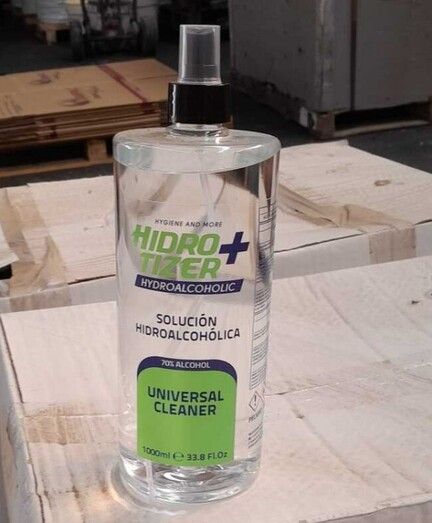 HYGIENE AND MORE
HIDRO
TIZER+
HYDROALCOHOLIC
SOLUCIÓN
HIDROALCOHÓLICA
70% ALCOHOL
UNIVERSAL
CLEANER
1000ml ℮ 33.8 Fl.Oz